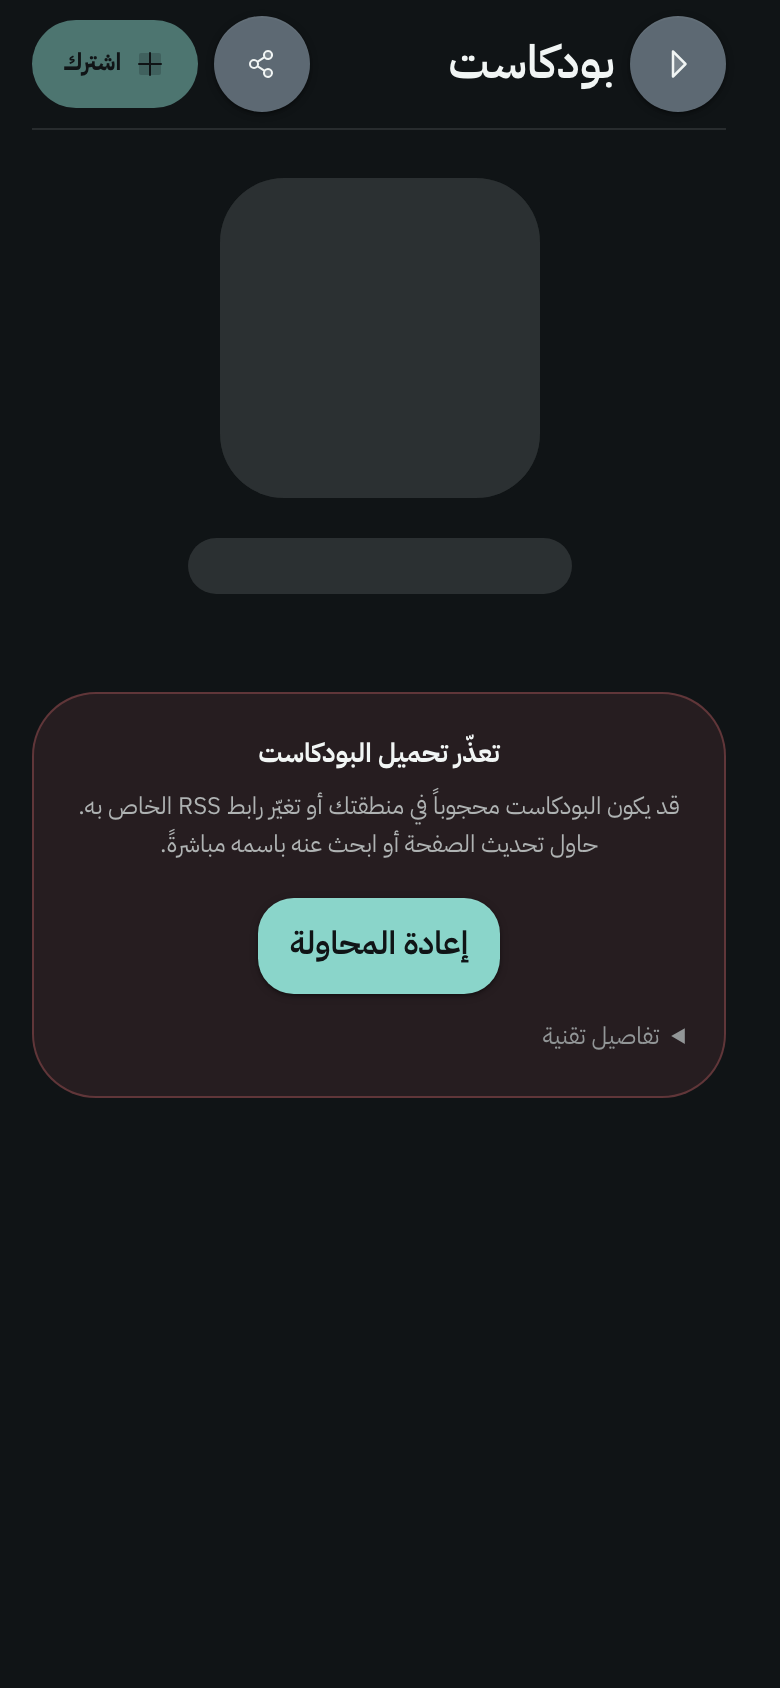 بودكاست
اشترك
تعذّر تحميل البودكاست
قد يكون البودكاست محجوباً في منطقتك أو تغيّر رابط RSS الخاص به.
حاول تحديث الصفحة أو ابحث عنه باسمه مباشرةً.
إعادة المحاولة
تفاصيل تقنية